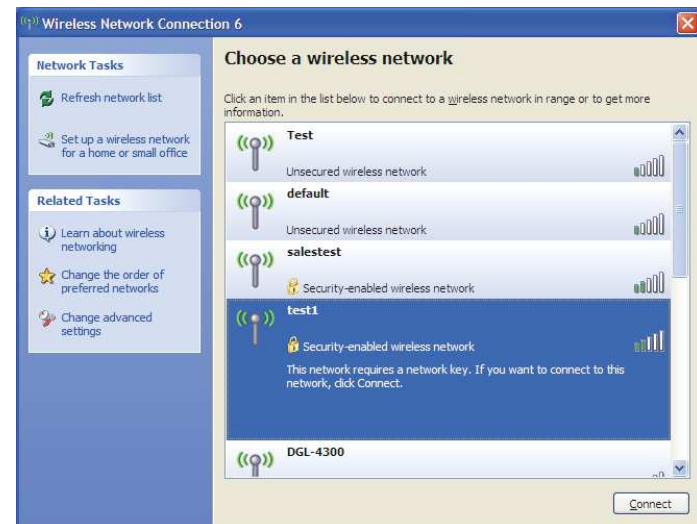 Wireless Network Connection 6
Network Tasks
Refresh network list
Set up a wireless network
for a home or small office
Related Tasks
Learn about wireless
networking
Change the order of
preferred networks
Change advanced
settings
Choose a wireless network
Click an item in the list below to connect to a wireless network in range or to get more
information.
Test
Unsecured wireless network
default
Unsecured wireless network
salestest
Security-enabled wireless network
test1
Security-enabled wireless network
This network requires a network key. If you want to connect to this
network, click Connect.
DGL-4300
Connect